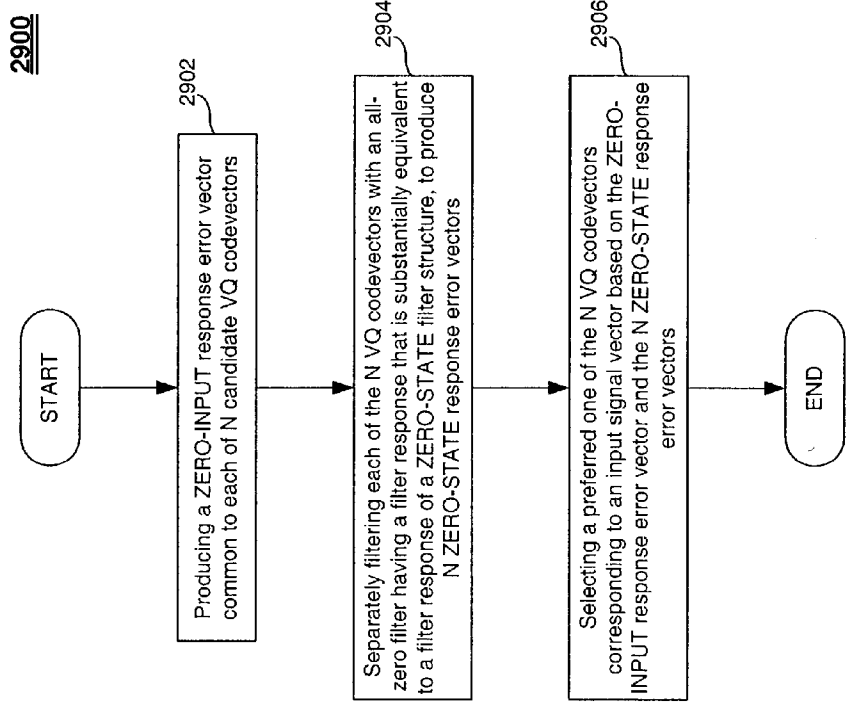 2900
START
2902
Producing a ZERO-INPUT response error vector
common to each of N candidate VQ codevectors
2904
Separately filtering each of the N VQ codevectors with an all-
zero filter having a filter response that is substantially equivalent
to a filter response of a ZERO-STATE filter structure, to produce
N ZERO-STATE response error vectors
2906
Selecting a preferred one of the N VQ codevectors
corresponding to an input signal vector based on the ZERO-
INPUT response error vector and the N ZERO-STATE response
error vectors
END